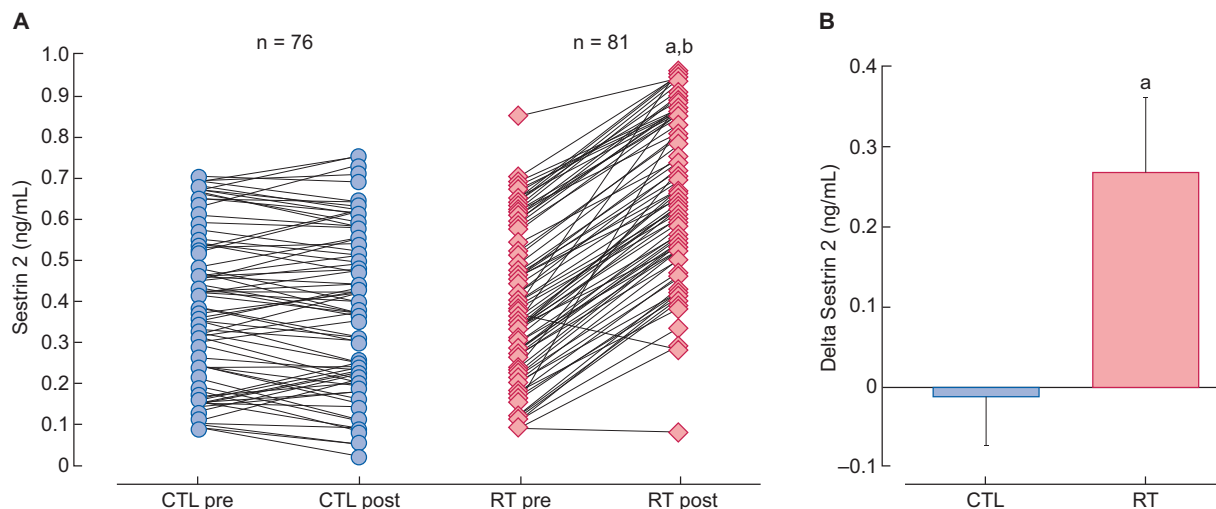 A
n = 76
n = 81
a,b
Sestrin 2 (ng/mL)
1.0
0.9
0.8
0.7
0.6
0.5
0.4
0.3
0.2
0.1
0
CTL pre
CTL post
RT pre
RT post
B
a
Delta Sestrin 2 (ng/mL)
0.4
0.3
0.2
0.1
0
–0.1
CTL
RT